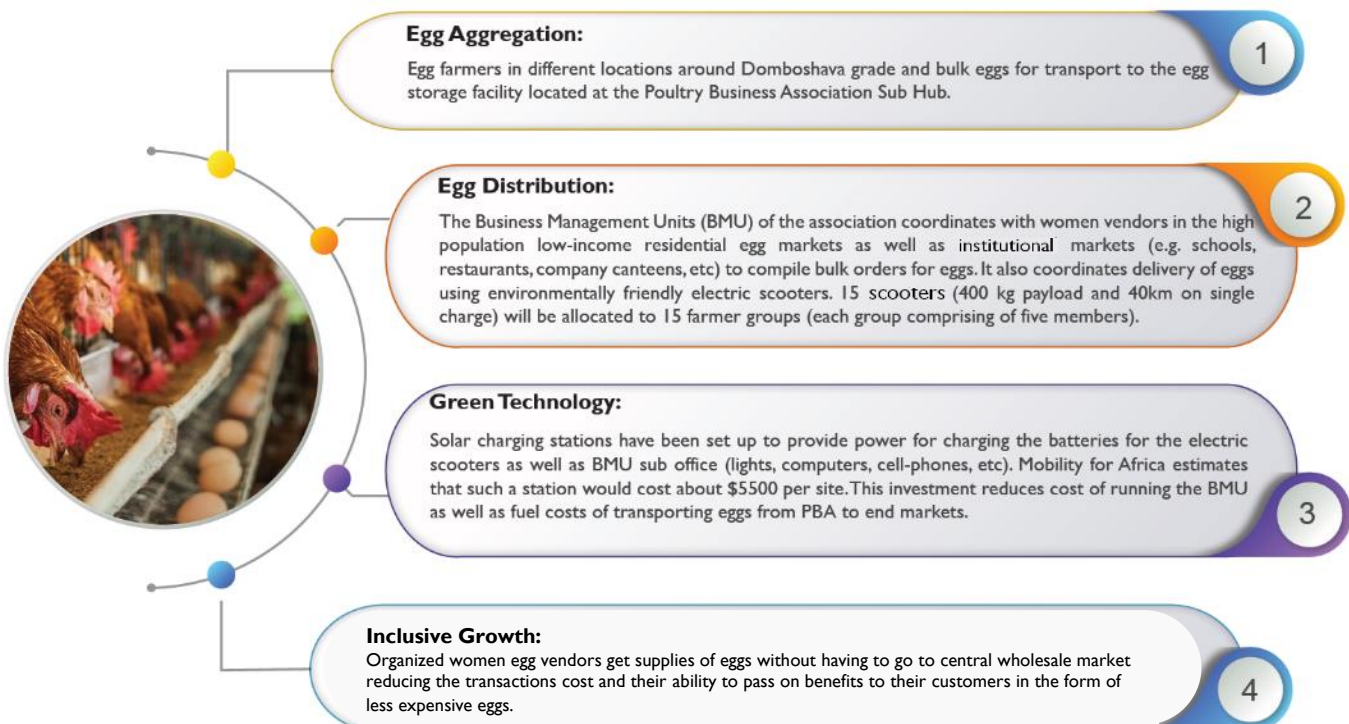 Egg Aggregation:
1
Egg farmers in different locations around Domboshava grade and bulk eggs for transport to the egg
storage facility located at the Poultry Business Association Sub Hub.
Egg Distribution:
2
The Business Management Units (BMU) of the association coordinates with women vendors in the high
population low-income residential egg markets as well as institutional markets (e.g. schools,
restaurants, company canteens, etc) to compile bulk orders for eggs. It also coordinates delivery of eggs
using environmentally friendly electric scooters. 15 scooters (400 kg payload and 40km on single
charge) will be allocated to 15 farmer groups (each group comprising of five members).
Green Technology:
Solar charging stations have been set up to provide power for charging the batteries for the electric
scooters as well as BMU sub office (lights, computers, cell-phones, etc). Mobility for Africa estimates
that such a station would cost about $5500 per site. This investment reduces cost of running the BMU
as well as fuel costs of transporting eggs from PBA to end markets.
3
Inclusive Growth:
Organized women egg vendors get supplies of eggs without having to go to central wholesale market
reducing the transactions cost and their ability to pass on benefits to their customers in the form of
less expensive eggs.
4